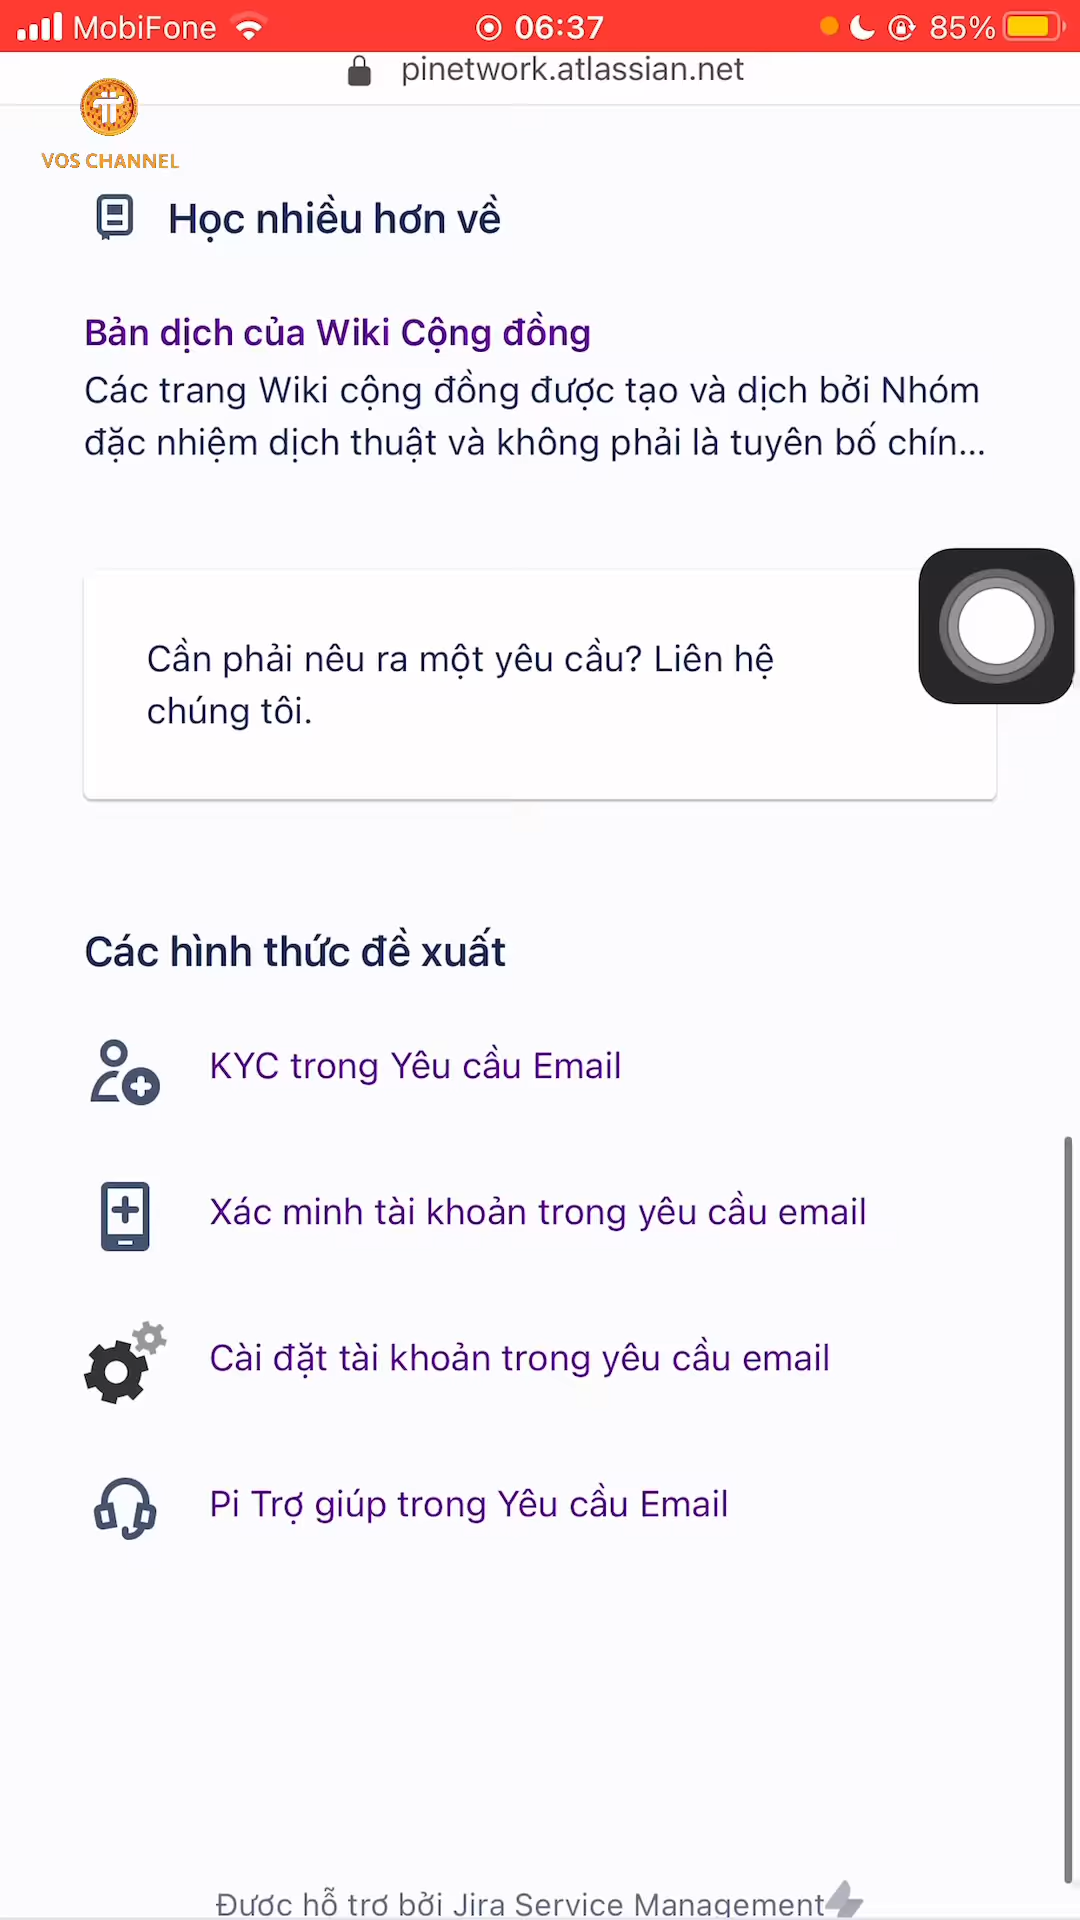 MobiFone 06:37 85%
pinetwork.atlassian.net
VOS CHANNEL
Học nhiều hơn về
Bản dịch của Wiki Cộng đồng
Các trang Wiki cộng đồng được tạo và dịch bởi Nhóm
đặc nhiệm dịch thuật và không phải là tuyên bố chín...
Cần phải nêu ra một yêu cầu? Liên hệ
chúng tôi.
Các hình thức đề xuất
KYC trong Yêu cầu Email
Xác minh tài khoản trong yêu cầu email
Cài đặt tài khoản trong yêu cầu email
Pi Trợ giúp trong Yêu cầu Email
Được hỗ trợ bởi Jira Service Management